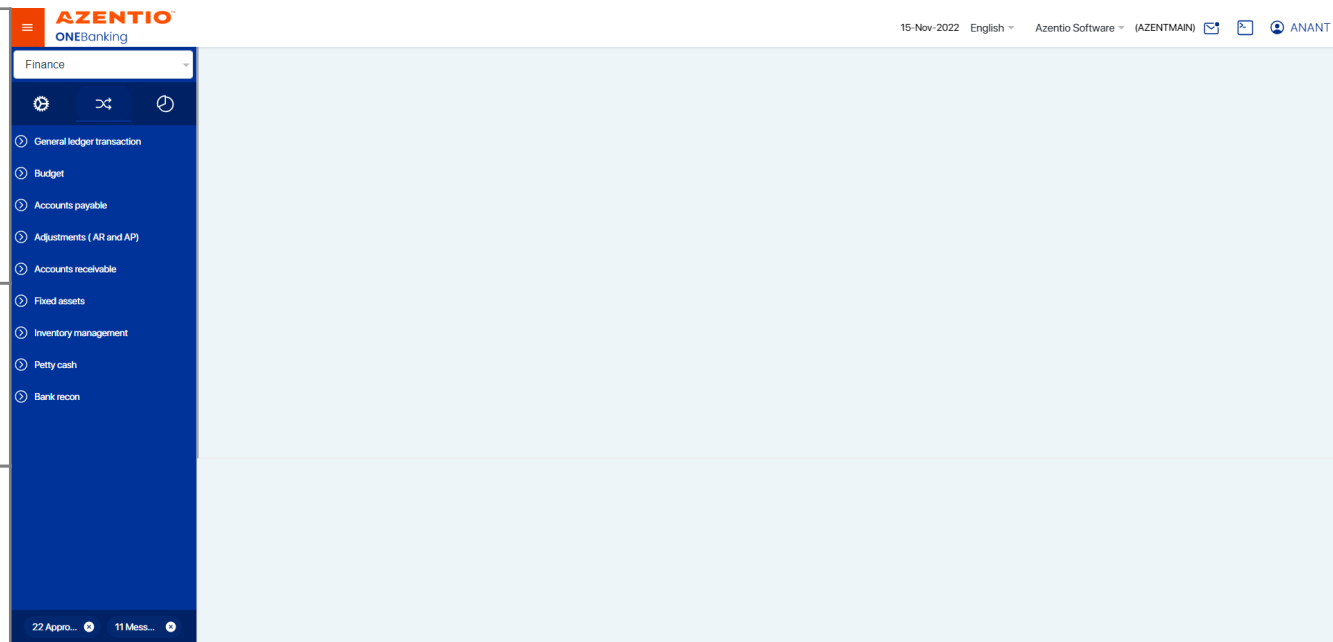 AZENTIO
ONEBanking
15-Nov-2022 English Azentio Software (AZENTMAIN) ANANT
Finance
General ledger transaction
Budget
Accounts payable
Adjustments ( AR and AP)
Accounts receivable
Fixed assets
Inventory management
Petty cash
Bank recon
22 Appro... 11 Mess...